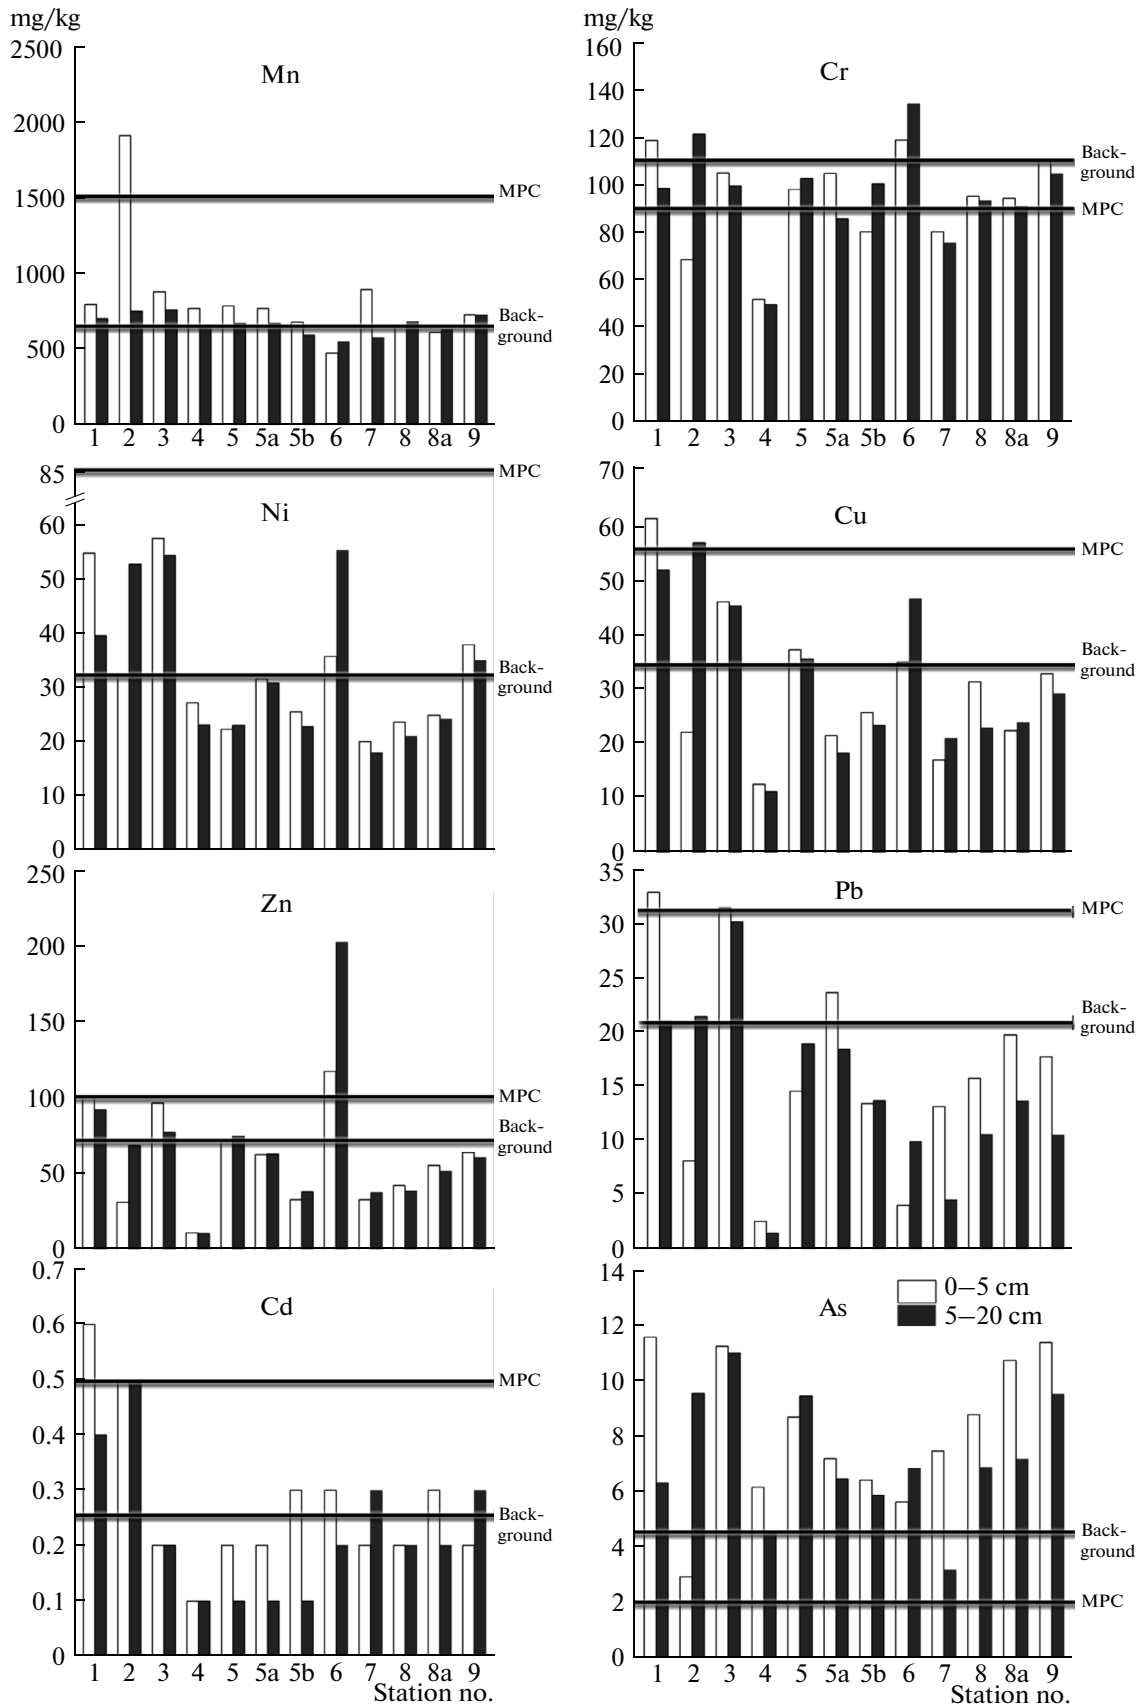 mg/kg
2500
Mn
2000
1500
MPC
1000
Back-
ground
500
0
1 2 3 4 5 5a 5b 6 7 8 8a 9
mg/kg
160
Cr
140
120
Back-
ground
100
MPC
80
60
40
20
0
1 2 3 4 5 5a 5b 6 7 8 8a 9
85
MPC
Ni
60
50
40
Back-
ground
30
20
10
0
70
Cu
60
MPC
50
40
Back-
ground
30
20
10
0
250
Zn
200
150
100
MPC
Back-
ground
50
0
35
Pb
MPC
30
25
Back-
ground
20
15
10
5
0
0.7
Cd
0.6
0.5
MPC
0.4
0.3
Back-
ground
0.2
0.1
0
1 2 3 4 5 5a 5b 6 7 8 8a 9
Station no.
14
As
0–5 cm
5–20 cm
12
10
8
6
Back-
ground
4
2
MPC
0
1 2 3 4 5 5a 5b 6 7 8 8a 9
Station no.